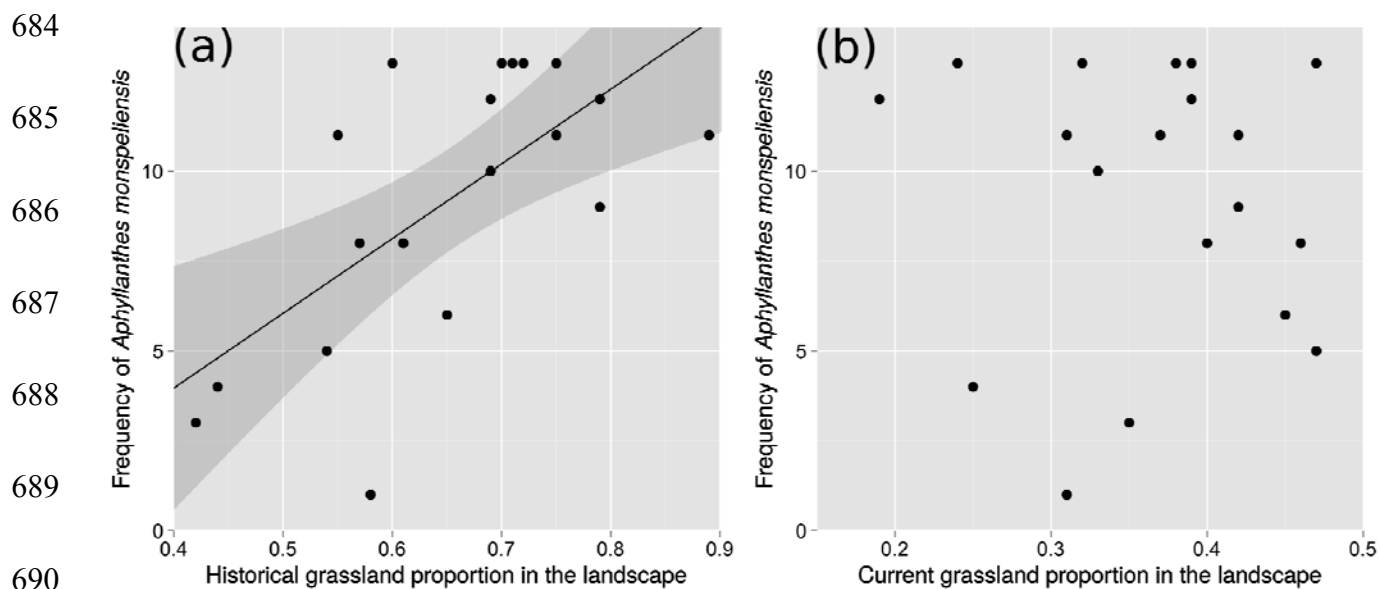 684
685
686
687
688
689
690
(a)
Frequency of Aphyllanthes monspeliensis
10
5
0
0.4 0.5 0.6 0.7 0.8 0.9
Historical grassland proportion in the landscape
(b)
Frequency of Aphyllanthes monspeliensis
10
5
0
0.2 0.3 0.4 0.5
Current grassland proportion in the landscape